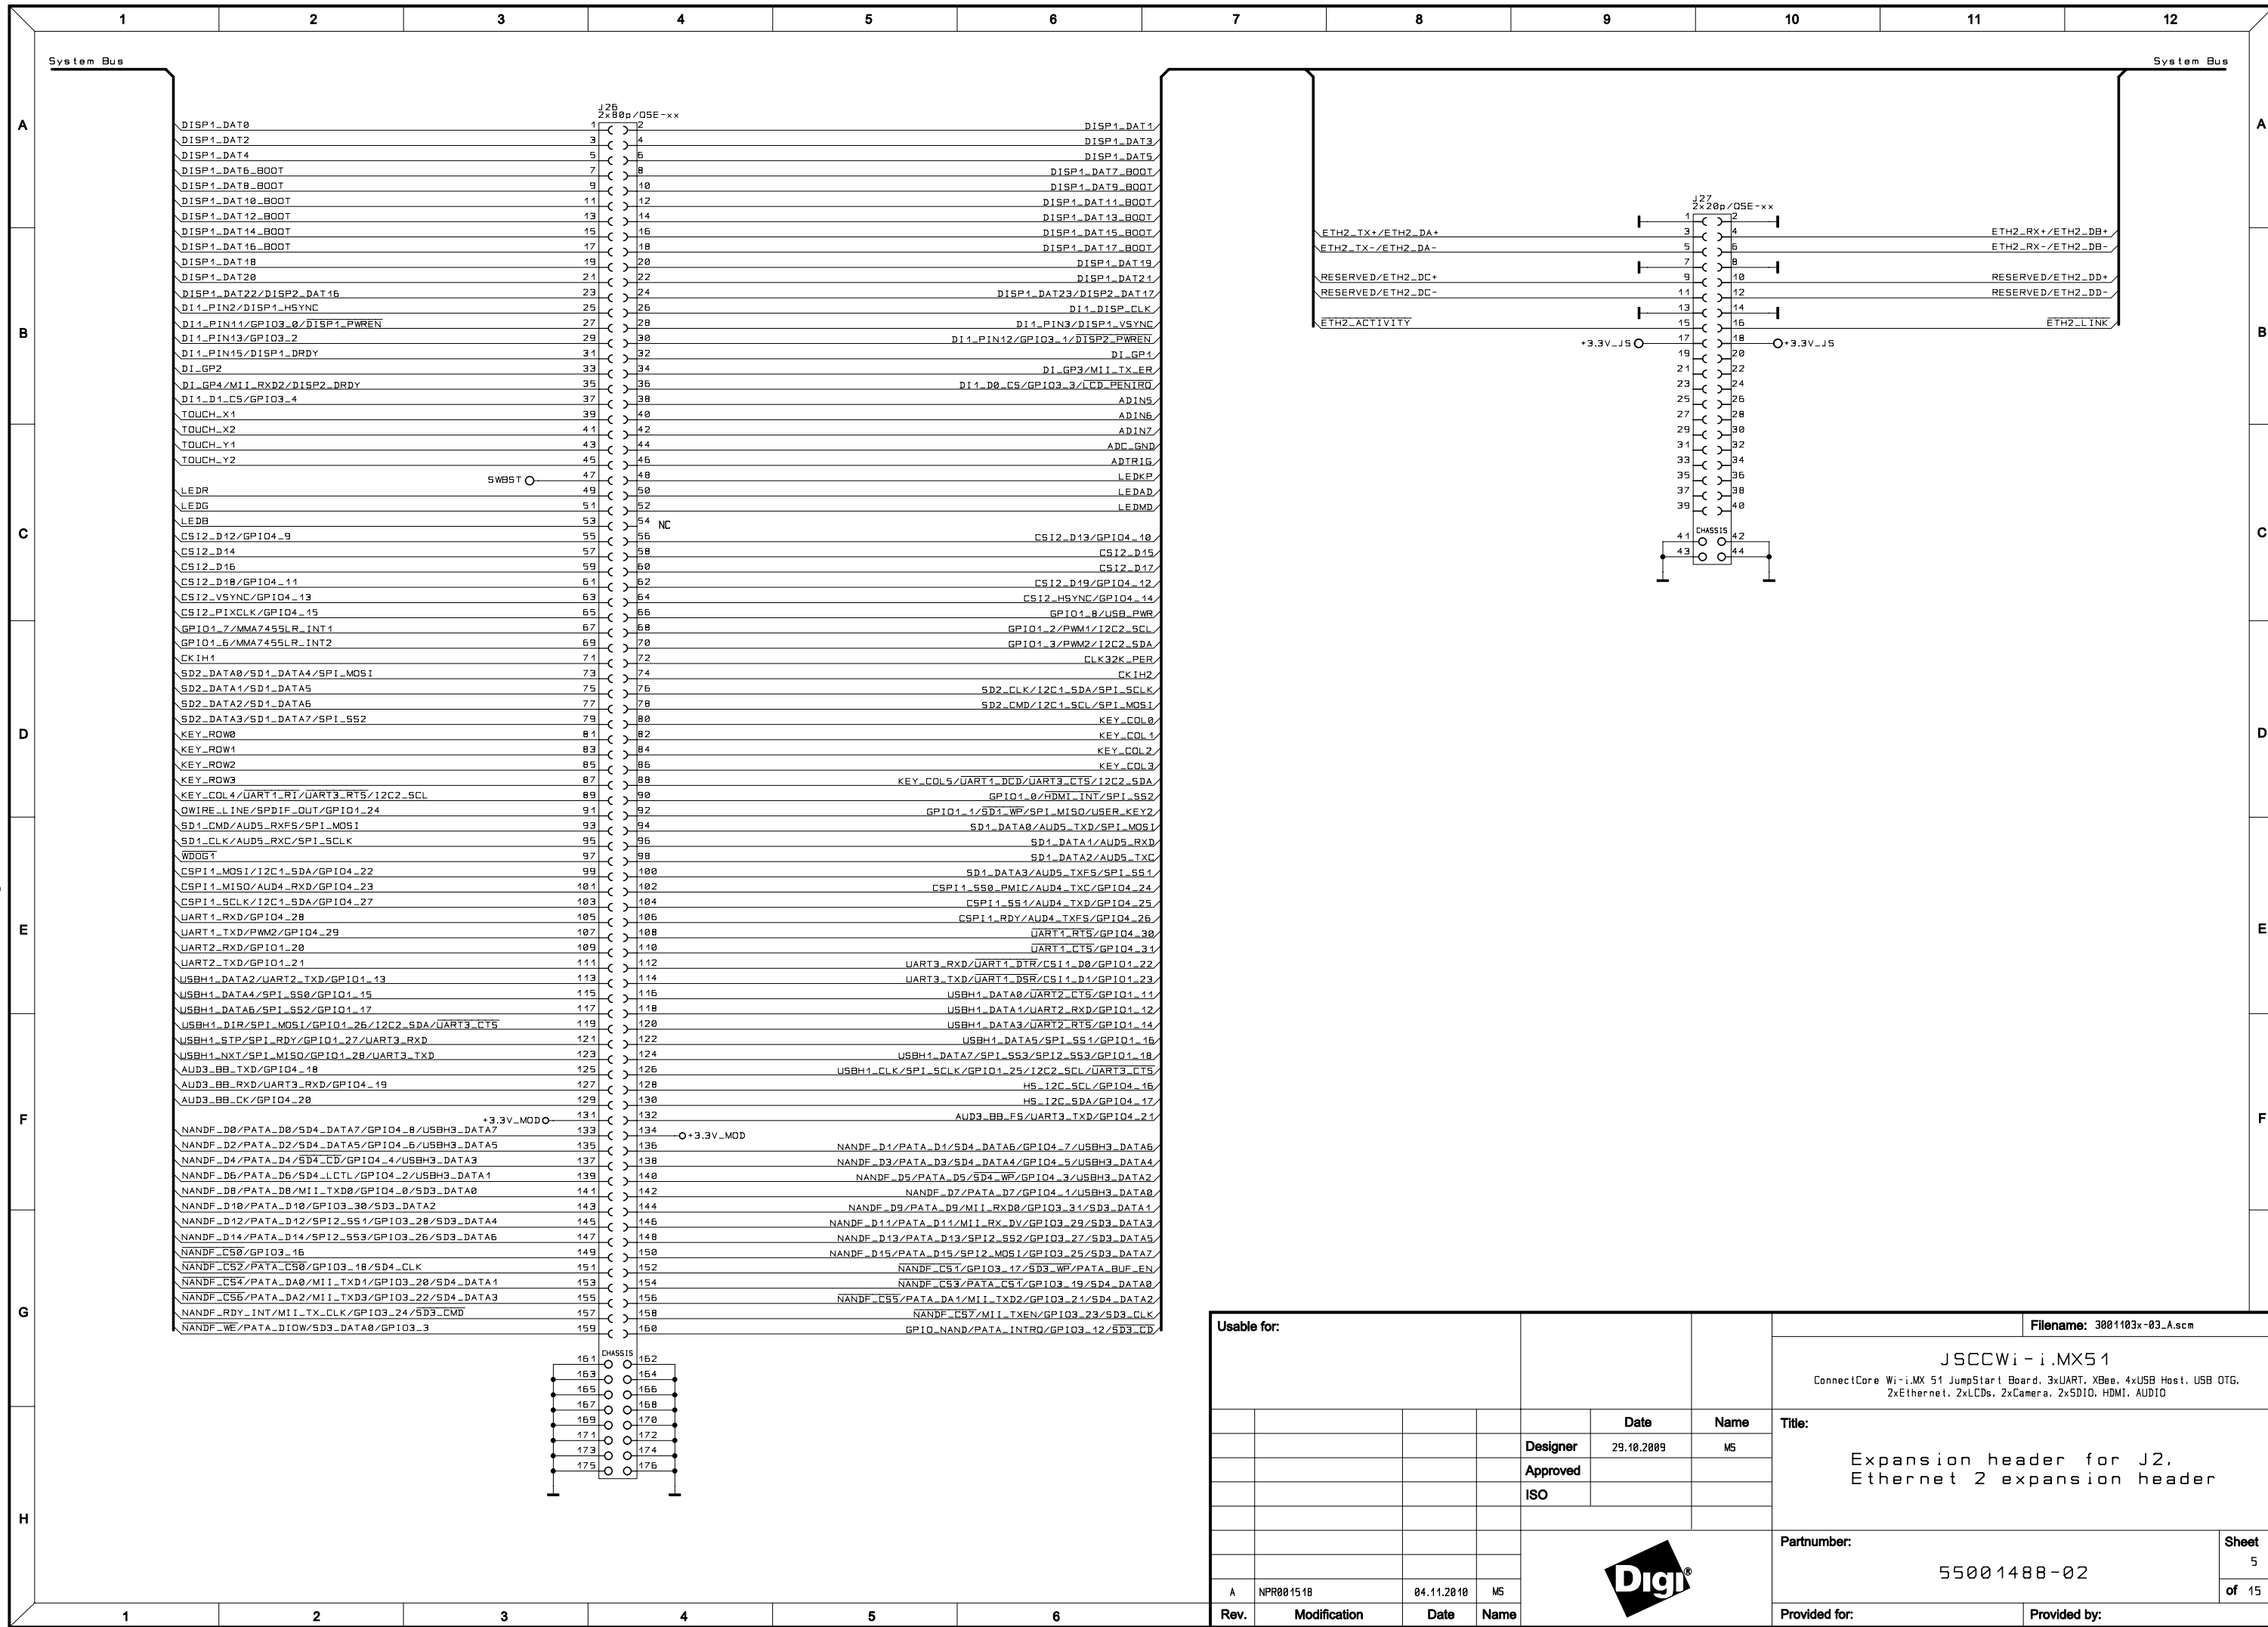 1 2 3 4 5 6 7 8 9 10 11 12
System Bus
System Bus
A
B
C
D
E
F
G
H
J26
2x80p/QSE-xx
DISP1_DAT0 1 2 DISP1_DAT1
DISP1_DAT2 3 4 DISP1_DAT3
DISP1_DAT4 5 6 DISP1_DAT5
DISP1_DAT6_BOOT 7 8 DISP1_DAT7_BOOT
DISP1_DAT8_BOOT 9 10 DISP1_DAT9_BOOT
DISP1_DAT10_BOOT 11 12 DISP1_DAT11_BOOT
DISP1_DAT12_BOOT 13 14 DISP1_DAT13_BOOT
DISP1_DAT14_BOOT 15 16 DISP1_DAT15_BOOT
DISP1_DAT16_BOOT 17 18 DISP1_DAT17_BOOT
DISP1_DAT18 19 20 DISP1_DAT19
DISP1_DAT20 21 22 DISP1_DAT21
DISP1_DAT22/DISP2_DAT16 23 24 DISP1_DAT23/DISP2_DAT17
DI1_PIN2/DISP1_HSYNC 25 26 DI1_DISP_CLK
DI1_PIN11/GPIO3_0/DISP1_PWREN 27 28 DI1_PIN3/DISP1_VSYNC
DI1_PIN13/GPIO3_2 29 30 DI1_PIN12/GPIO3_1/DISP2_PWREN
DI1_PIN15/DISP1_DRDY 31 32 DI_GP1
DI_GP2 33 34 DI_GP3/MII_TX_ER
DI_GP4/MII_RXD2/DISP2_DRDY 35 36 DI1_D0_CS/GPIO3_3/LCD_PENIRQ
DI1_D1_CS/GPIO3_4 37 38 ADIN5
TOUCH_X1 39 40 ADIN6
TOUCH_X2 41 42 ADIN7
TOUCH_Y1 43 44 ADC_GND
TOUCH_Y2 45 46 ADTRIG
SWBST 47 48 LEDKP
LEDR 49 50 LEDAD
LEDG 51 52 LEDMD
LEDB 53 54 NC
CSI2_D12/GPIO4_9 55 56 CSI2_D13/GPIO4_10
CSI2_D14 57 58 CSI2_D15
CSI2_D16 59 60 CSI2_D17
CSI2_D18/GPIO4_11 61 62 CSI2_D19/GPIO4_12
CSI2_VSYNC/GPIO4_13 63 64 CSI2_HSYNC/GPIO4_14
CSI2_PIXCLK/GPIO4_15 65 66 GPIO1_8/USB_PWR
GPIO1_7/MMA7455LR_INT1 67 68 GPIO1_2/PWM1/I2C2_SCL
GPIO1_6/MMA7455LR_INT2 69 70 GPIO1_3/PWM2/I2C2_SDA
CKIH1 71 72 CLK32K_PER
SD2_DATA0/SD1_DATA4/SPI_MOSI 73 74 CKIH2
SD2_DATA1/SD1_DATA5 75 76 SD2_CLK/I2C1_SDA/SPI_SCLK
SD2_DATA2/SD1_DATA6 77 78 SD2_CMD/I2C1_SCL/SPI_MOSI
SD2_DATA3/SD1_DATA7/SPI_SS2 79 80 KEY_COL0
KEY_ROW0 81 82 KEY_COL1
KEY_ROW1 83 84 KEY_COL2
KEY_ROW2 85 86 KEY_COL3
KEY_ROW3 87 88 KEY_COL5/UART1_DCD/UART3_CTS/I2C2_SDA
KEY_COL4/UART1_RI/UART3_RTS/I2C2_SCL 89 90 GPIO1_0/HDMI_INT/SPI_SS2
OWIRE_LINE/SPDIF_OUT/GPIO1_24 91 92 GPIO1_1/SD1_WP/SPI_MISO/USER_KEY2
SD1_CMD/AUD5_RXFS/SPI_MOSI 93 94 SD1_DATA0/AUD5_TXD/SPI_MOSI
SD1_CLK/AUD5_RXC/SPI_SCLK 95 96 SD1_DATA1/AUD5_RXD
WDOG1 97 98 SD1_DATA2/AUD5_TXC
CSPI1_MOSI/I2C1_SDA/GPIO4_22 99 100 SD1_DATA3/AUD5_TXFS/SPI_SS1
CSPI1_MISO/AUD4_RXD/GPIO4_23 101 102 CSPI1_SS0_PMIC/AUD4_TXC/GPIO4_24
CSPI1_SCLK/I2C1_SDA/GPIO4_27 103 104 CSPI1_SS1/AUD4_TXD/GPIO4_25
UART1_RXD/GPIO4_28 105 106 CSPI1_RDY/AUD4_TXFS/GPIO4_26
UART1_TXD/PWM2/GPIO4_29 107 108 UART1_RTS/GPIO4_30
UART2_RXD/GPIO1_20 109 110 UART1_CTS/GPIO4_31
UART2_TXD/GPIO1_21 111 112 UART3_RXD/UART1_DTR/CSI1_D0/GPIO1_22
USBH1_DATA2/UART2_TXD/GPIO1_13 113 114 UART3_TXD/UART1_DSR/CSI1_D1/GPIO1_23
USBH1_DATA4/SPI_SS0/GPIO1_15 115 116 USBH1_DATA0/UART2_CTS/GPIO1_11
USBH1_DATA6/SPI_SS2/GPIO1_17 117 118 USBH1_DATA1/UART2_RXD/GPIO1_12
USBH1_DIR/SPI_MOSI/GPIO1_26/I2C2_SDA/UART3_CTS 119 120 USBH1_DATA3/UART2_RTS/GPIO1_14
USBH1_STP/SPI_RDY/GPIO1_27/UART3_RXD 121 122 USBH1_DATA5/SPI_SS1/GPIO1_16
USBH1_NXT/SPI_MISO/GPIO1_28/UART3_TXD 123 124 USBH1_DATA7/SPI_SS3/SPI2_SS3/GPIO1_18
AUD3_BB_TXD/GPIO4_18 125 126 USBH1_CLK/SPI_SCLK/GPIO1_25/I2C2_SCL/UART3_CTS
AUD3_BB_RXD/UART3_RXD/GPIO4_19 127 128 HS_I2C_SCL/GPIO4_16
AUD3_BB_CK/GPIO4_20 129 130 HS_I2C_SDA/GPIO4_17
+3.3V_MOD 131 132 AUD3_BB_FS/UART3_TXD/GPIO4_21
NANDF_D0/PATA_D0/SD4_DATA7/GPIO4_8/USBH3_DATA7 133 134 +3.3V_MOD
NANDF_D2/PATA_D2/SD4_DATA5/GPIO4_6/USBH3_DATA5 135 136 NANDF_D1/PATA_D1/SD4_DATA6/GPIO4_7/USBH3_DATA6
NANDF_D4/PATA_D4/SD4_CD/GPIO4_4/USBH3_DATA3 137 138 NANDF_D3/PATA_D3/SD4_DATA4/GPIO4_5/USBH3_DATA4
NANDF_D6/PATA_D6/SD4_LCTL/GPIO4_2/USBH3_DATA1 139 140 NANDF_D5/PATA_D5/SD4_WP/GPIO4_3/USBH3_DATA2
NANDF_D8/PATA_D8/MII_TXD0/GPIO4_0/SD3_DATA0 141 142 NANDF_D7/PATA_D7/GPIO4_1/USBH3_DATA0
NANDF_D10/PATA_D10/GPIO3_30/SD3_DATA2 143 144 NANDF_D9/PATA_D9/MII_RXD0/GPIO3_31/SD3_DATA1
NANDF_D12/PATA_D12/SPI2_SS1/GPIO3_28/SD3_DATA4 145 146 NANDF_D11/PATA_D11/MII_RX_DV/GPIO3_29/SD3_DATA3
NANDF_D14/PATA_D14/SPI2_SS3/GPIO3_26/SD3_DATA6 147 148 NANDF_D13/PATA_D13/SPI2_SS2/GPIO3_27/SD3_DATA5
NANDF_CS0/GPIO3_16 149 150 NANDF_D15/PATA_D15/SPI2_MOSI/GPIO3_25/SD3_DATA7
NANDF_CS2/PATA_CS0/GPIO3_18/SD4_CLK 151 152 NANDF_CS1/GPIO3_17/SD3_WP/PATA_BUF_EN
NANDF_CS4/PATA_DA0/MII_TXD1/GPIO3_20/SD4_DATA1 153 154 NANDF_CS3/PATA_CS1/GPIO3_19/SD4_DATA0
NANDF_CS6/PATA_DA2/MII_TXD3/GPIO3_22/SD4_DATA3 155 156 NANDF_CS5/PATA_DA1/MII_TXD2/GPIO3_21/SD4_DATA2
NANDF_RDY_INT/MII_TX_CLK/GPIO3_24/SD3_CMD 157 158 NANDF_CS7/MII_TXEN/GPIO3_23/SD3_CLK
NANDF_WE/PATA_DIOW/SD3_DATA0/GPIO3_3 159 160 GPIO_NAND/PATA_INTRQ/GPIO3_12/SD3_CD
CHASSIS
161 162
163 164
165 166
167 168
169 170
171 172
173 174
175 176
J27
2x20p/QSE-xx
1 2
ETH2_TX+/ETH2_DA+ 3 4 ETH2_RX+/ETH2_DB+
ETH2_TX-/ETH2_DA- 5 6 ETH2_RX-/ETH2_DB-
7 8
RESERVED/ETH2_DC+ 9 10 RESERVED/ETH2_DD+
RESERVED/ETH2_DC- 11 12 RESERVED/ETH2_DD-
13 14
ETH2_ACTIVITY 15 16 ETH2_LINK
+3.3V_JS 17 18 +3.3V_JS
19 20
21 22
23 24
25 26
27 28
29 30
31 32
33 34
35 36
37 38
39 40
CHASSIS
41 42
43 44
A
B
C
D
E
F
Usable for:
Filename: 3001103x-03_A.scm
JSCCWi-i.MX51
ConnectCore Wi-i.MX 51 JumpStart Board, 3xUART, XBee, 4xUSB Host, USB OTG,
2xEthernet, 2xLCDs, 2xCamera, 2xSDIO, HDMI, AUDIO
Date Name
Designer 29.10.2009 MS
Approved
ISO
Title:
Expansion header for J2,
Ethernet 2 expansion header
Digi®
Partnumber:
55001488-02
Sheet
5
of 15
A NPR001518 04.11.2010 MS
Rev. Modification Date Name
Provided for: Provided by:
1 2 3 4 5 6